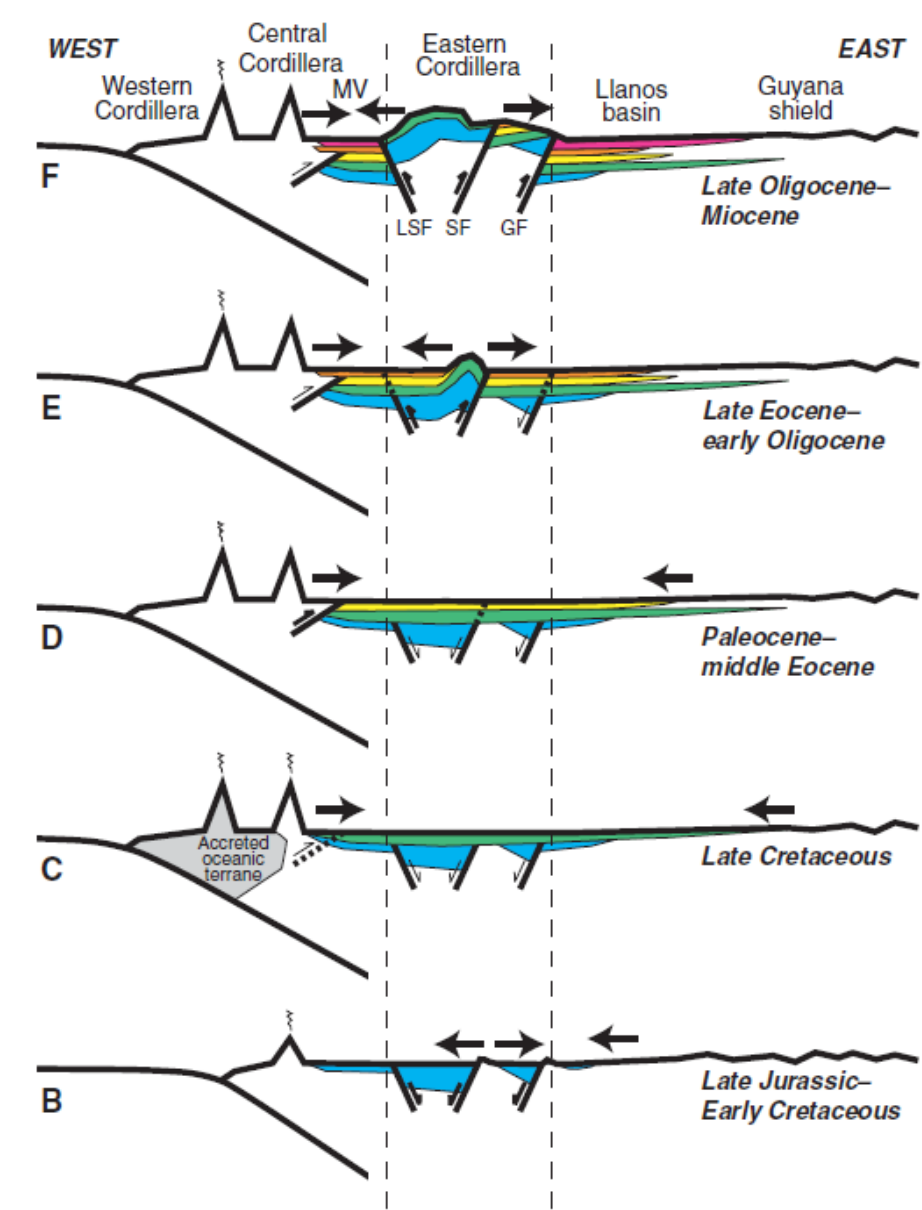 WEST
Central
Cordillera
Eastern
Cordillera
EAST
Western
Cordillera
MV
Llanos
basin
Guyana
shield
F
LSF SF GF
Late Oligocene–
Miocene
E
Late Eocene–
early Oligocene
D
Paleocene–
middle Eocene
Accreted
oceanic
terrane
C
Late Cretaceous
B
Late Jurassic–
Early Cretaceous